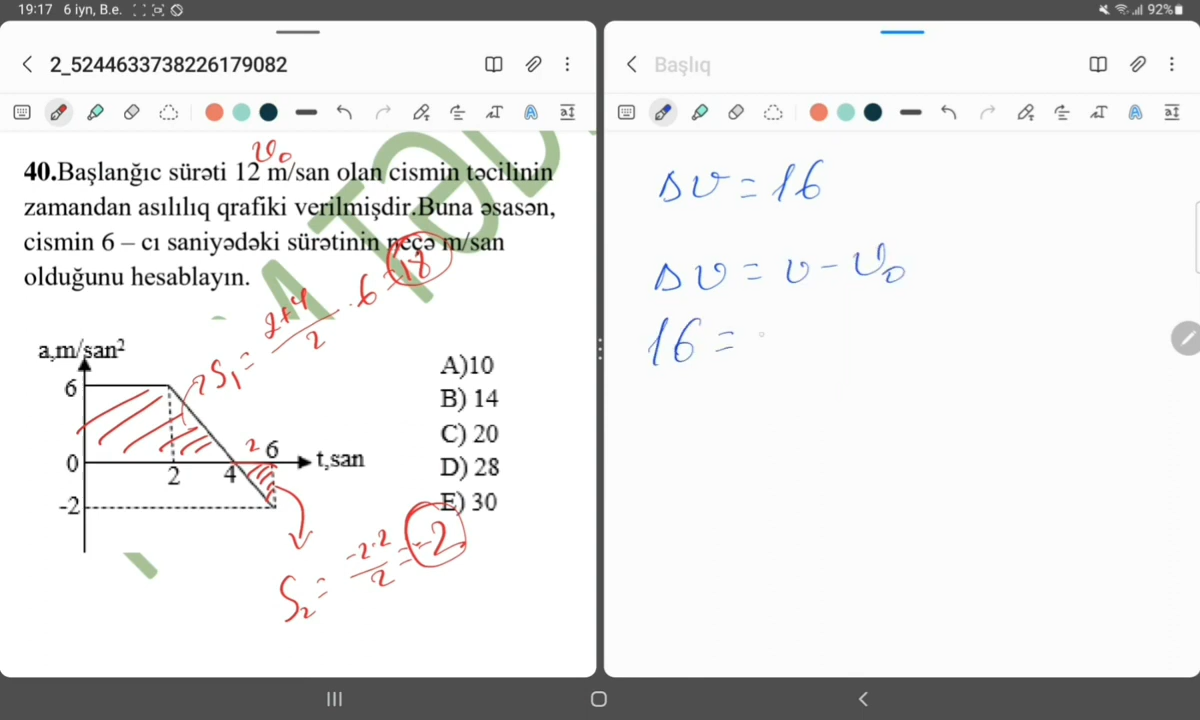 19:17 6 iyn, B.e. 92%
2_5244633738226179082
υ₀
40.Başlanğıc sürəti 12 m/san olan cismin təcilinin
zamandan asılılıq qrafiki verilmişdir.Buna əsasən,
cismin 6 – cı saniyədəki sürətinin neçə m/san
olduğunu hesablayın.
S₁ = 2+4/2 · 6 = 18
a,m/san²
6
0
-2
2
4
2
6
t,san
A)10
B) 14
C) 20
D) 28
E) 30
S₂ = -2·2/2 = -2
Başlıq
Δυ = 16
Δυ = υ - υ₀
16 =